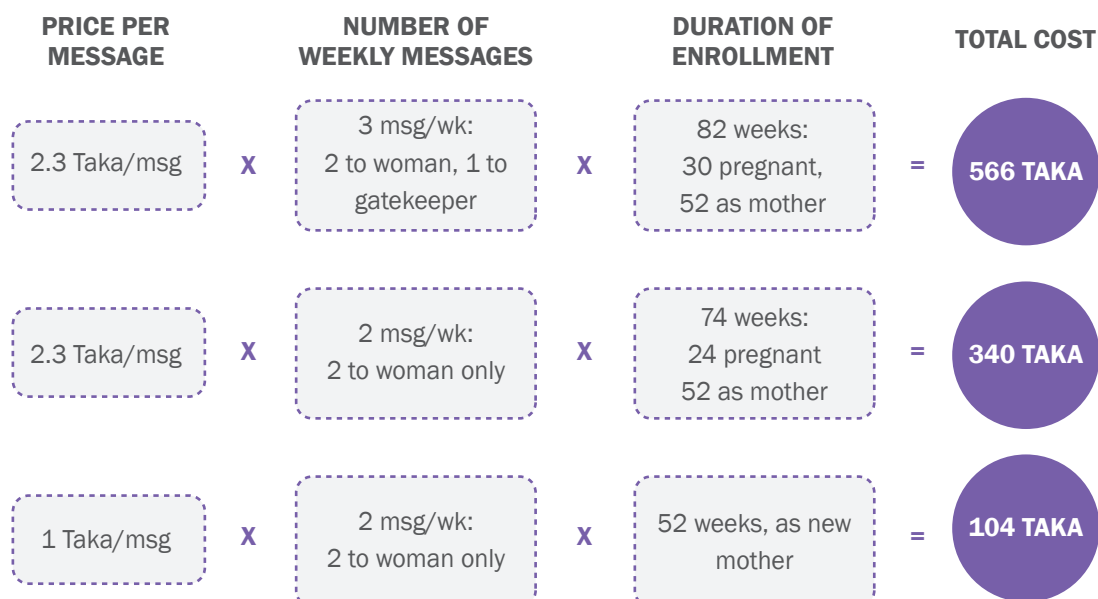 PRICE PER
MESSAGE
NUMBER OF
WEEKLY MESSAGES
DURATION OF
ENROLLMENT
TOTAL COST
2.3 Taka/msg
X
3 msg/wk:
2 to woman, 1 to
gatekeeper
X
82 weeks:
30 pregnant,
52 as mother
=
566 TAKA
2.3 Taka/msg
X
2 msg/wk:
2 to woman only
X
74 weeks:
24 pregnant
52 as mother
=
340 TAKA
1 Taka/msg
X
2 msg/wk:
2 to woman only
X
52 weeks, as new
mother
=
104 TAKA